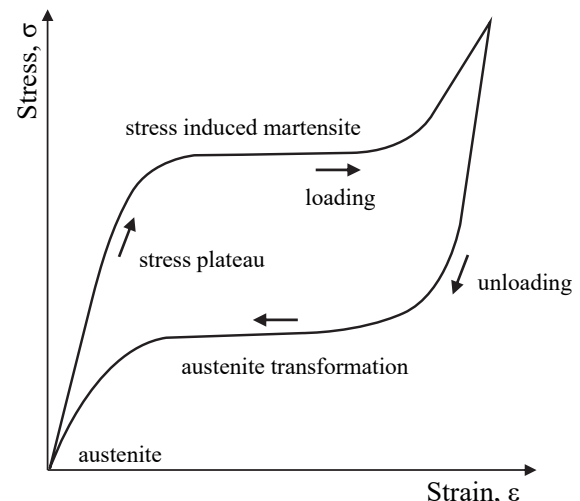 Stress, σ
stress induced martensite
loading
stress plateau
unloading
austenite transformation
austenite
Strain, ε